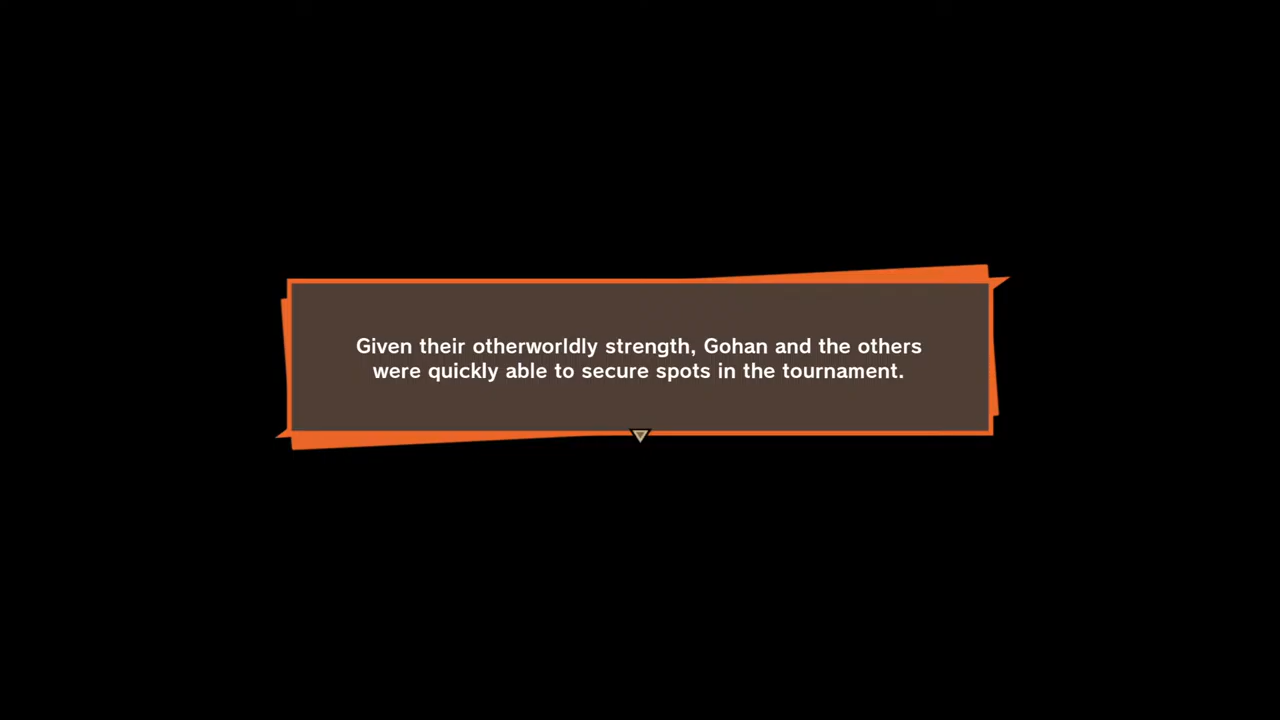 Given their otherworldly strength, Gohan and the others
were quickly able to secure spots in the tournament.